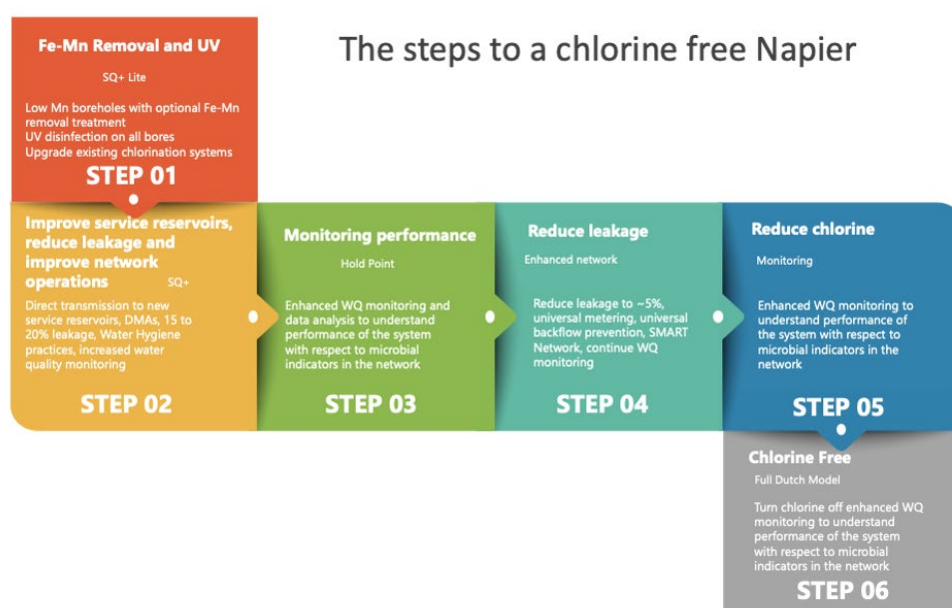 The steps to a chlorine free Napier
Fe-Mn Removal and UV
SQ+ Lite
Low Mn boreholes with optional Fe-Mn
removal treatment
UV disinfection on all bores
Upgrade existing chlorination systems
STEP 01
Improve service reservoirs,
reduce leakage and
improve network
operations SQ+
Direct transmission to new
service reservoirs, DMAs, 15 to
20% leakage, Water Hygiene
practices, increased water
quality monitoring
STEP 02
Monitoring performance
Hold Point
Enhanced WQ monitoring and
data analysis to understand
performance of the system
with respect to microbial
indicators in the network
STEP 03
Reduce leakage
Enhanced network
Reduce leakage to ~5%,
universal metering, universal
backflow prevention, SMART
Network, continue WQ
monitoring
STEP 04
Reduce chlorine
Monitoring
Enhanced WQ monitoring to
understand performance of
the system with respect to
microbial indicators in the
network
STEP 05
Chlorine Free
Full Dutch Model
Turn chlorine off enhanced WQ
monitoring to understand
performance of the system
with respect to microbial
indicators in the network
STEP 06